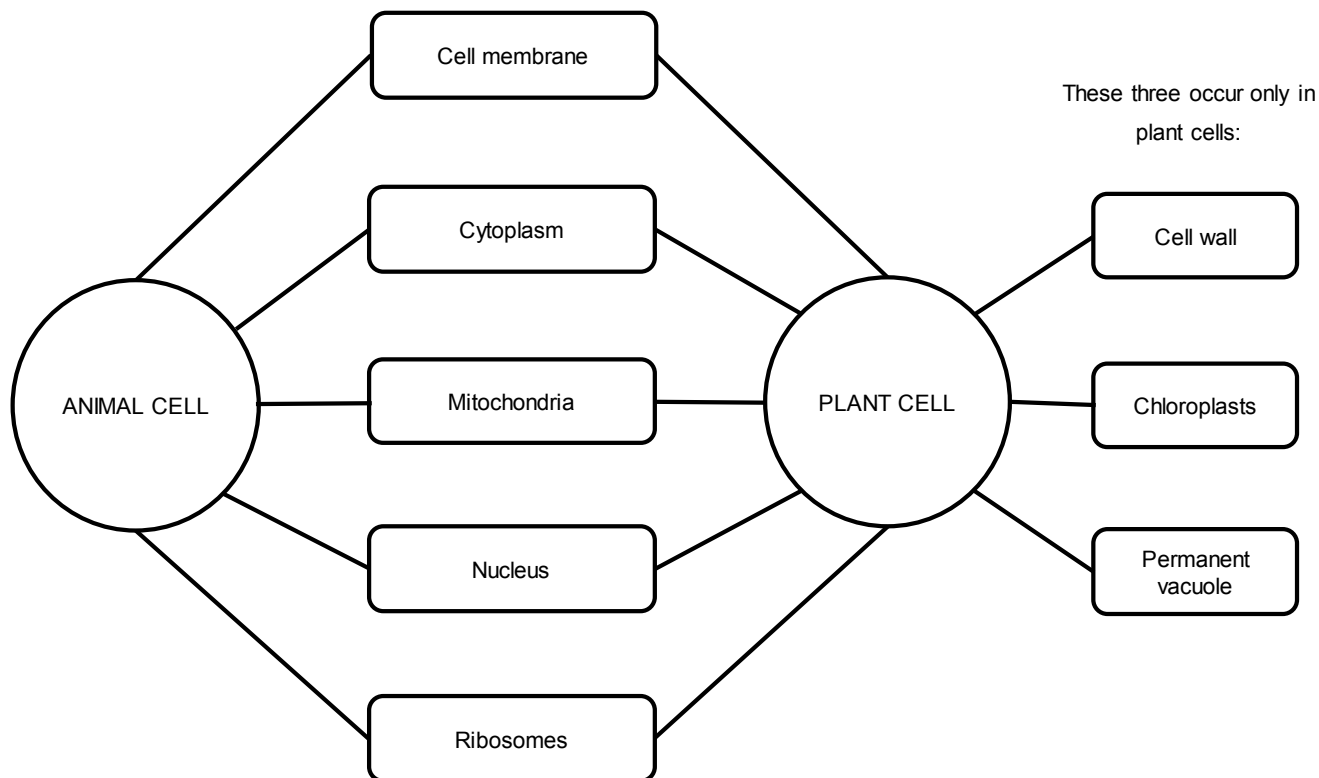 Cell membrane
These three occur only in
plant cells:
Cytoplasm
Cell wall
ANIMAL CELL
Mitochondria
PLANT CELL
Chloroplasts
Nucleus
Permanent
vacuole
Ribosomes